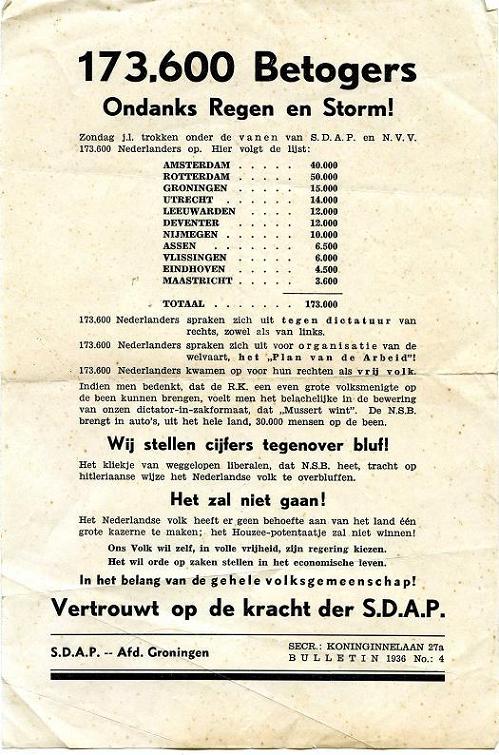 173.600 Betogers
Ondanks Regen en Storm!
Zondag j.l. trokken onder de vanen van S.D.A.P. en N.V.V.
173.600 Nederlanders op. Hier volgt de lijst:
AMSTERDAM . . . . . 40.000
ROTTERDAM . . . . . 50.000
GRONINGEN . . . . . 15.000
UTRECHT . . . . . 14.000
LEEUWARDEN . . . . . 12.000
DEVENTER . . . . . 12.000
NIJMEGEN . . . . . 10.000
ASSEN . . . . . . 6.500
VLISSINGEN . . . . . 6.000
EINDHOVEN . . . . . 4.500
MAASTRICHT . . . . . 3.600
TOTAAL . . . . . . 173.000
173.600 Nederlanders spraken zich uit tegen dictatuur van
rechts, zowel als van links.
173.600 Nederlanders spraken zich uit voor organisatie van de
welvaart, het „Plan van de Arbeid"!
173.600 Nederlanders kwamen op voor hun rechten als vrij volk.
Indien men bedenkt, dat de R.K. een even grote volksmenigte op
de been kunnen brengen, voelt men het belachelijke in de bewering
van onzen dictator-in-zakformaat, dat „Mussert wint". De N.S.B.
brengt in auto's, uit het hele land, 30.000 mensen op de been.
Wij stellen cijfers tegenover bluf!
Het kliekje van weggelopen liberalen, dat N.S.B. heet, tracht op
hitleriaanse wijze het Nederlandse volk te overbluffen.
Het zal niet gaan!
Het Nederlandse volk heeft er geen behoefte aan van het land één
grote kazerne te maken; het Houzee-potentaatje zal niet winnen!
Ons Volk wil zelf, in volle vrijheid, zijn regering kiezen.
Het wil orde op zaken stellen in het economische leven.
In het belang van de gehele volksgemeenschap!
Vertrouwt op de kracht der S.D.A.P.
S.D.A.P. -- Afd. Groningen
SECR.: KONINGINNELAAN 27a
BULLETIN 1936 No.: 4